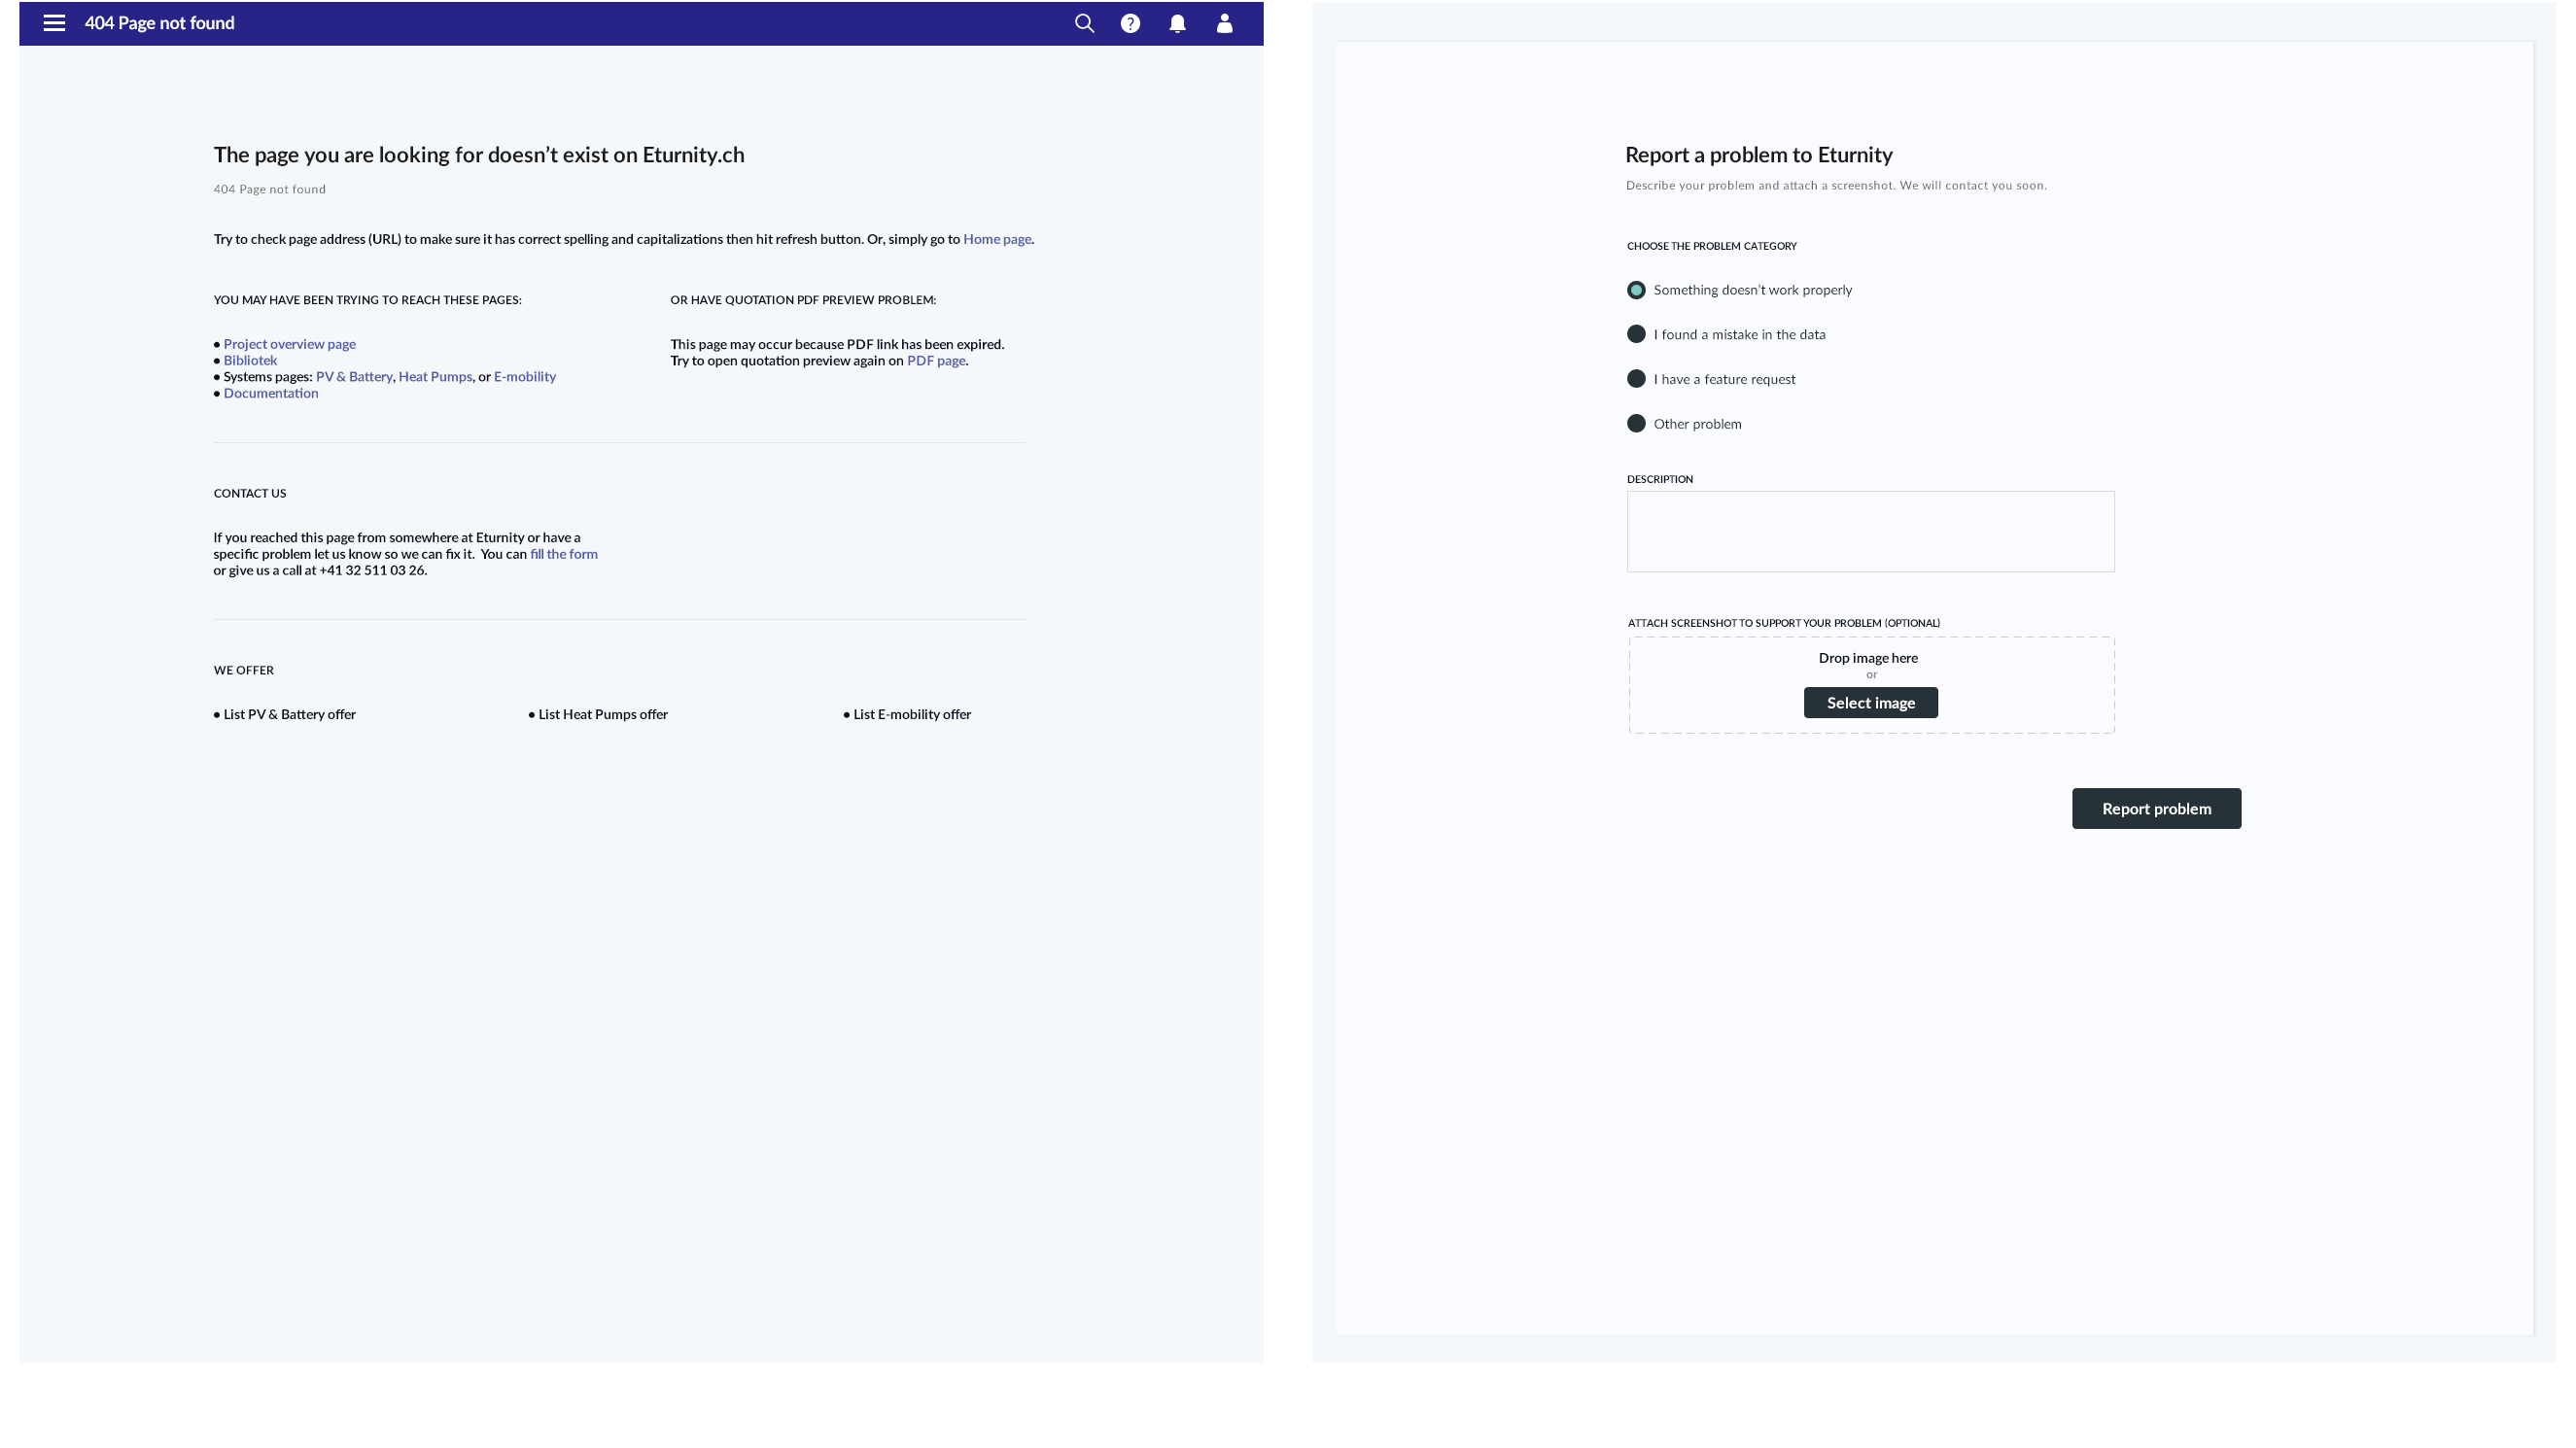 404 Page not found
The page you are looking for doesn’t exist on Eturnity.ch
404 Page not found
Try to check page address (URL) to make sure it has correct spelling and capitalizations then hit refresh button. Or, simply go to Home page.
YOU MAY HAVE BEEN TRYING TO REACH THESE PAGES:
• Project overview page
• Bibliotek
• Systems pages: PV & Battery, Heat Pumps, or E-mobility
• Documentation
OR HAVE QUOTATION PDF PREVIEW PROBLEM:
This page may occur because PDF link has been expired.
Try to open quotation preview again on PDF page.
CONTACT US
If you reached this page from somewhere at Eturnity or have a
specific problem let us know so we can fix it. You can fill the form
or give us a call at +41 32 511 03 26.
WE OFFER
• List PV & Battery offer
• List Heat Pumps offer
• List E-mobility offer
Report a problem to Eturnity
Describe your problem and attach a screenshot. We will contact you soon.
CHOOSE THE PROBLEM CATEGORY
Something doesn’t work properly
I found a mistake in the data
I have a feature request
Other problem
DESCRIPTION
ATTACH SCREENSHOT TO SUPPORT YOUR PROBLEM (OPTIONAL)
Drop image here
or
Select image
Report problem